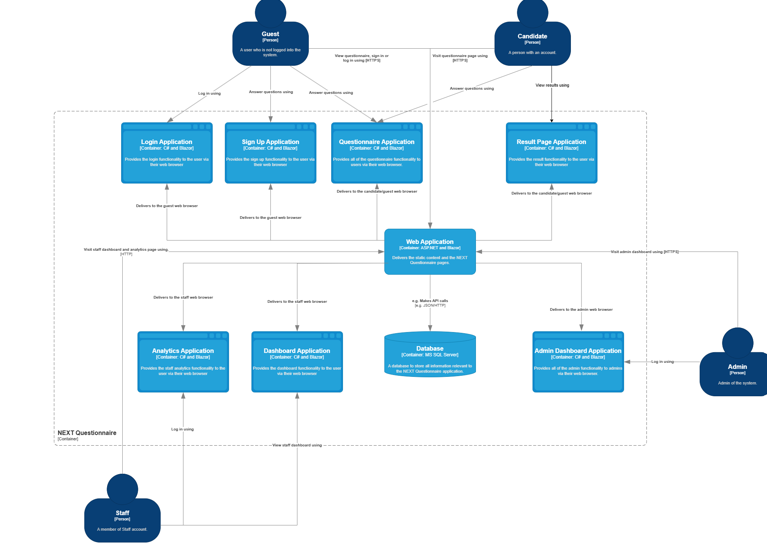 Guest
[Person]
A user who is not logged into the
system.
Candidate
[Person]
A person with an account.
View questionnaire, sign in or
log in using [HTTPS]
Visit questionnaire page using
[HTTPS]
Log in using
Answer questions using
Answer questions using
Answer questions using
View results using
Login Application
[Container: C# and Blazor]
Provides the login functionality to the user via
their web browser
Sign Up Application
[Container: C# and Blazor]
Provides the sign up functionality to the user via
their web browser
Questionnaire Application
[Container: C# and Blazor]
Provides all of the questionnaire functionality to
users via their web browser
Result Page Application
[Container: C# and Blazor]
Provides the result functionality to the user via
their web browser.
Delivers to the guest web browser
Delivers to the guest web browser
Delivers to the candidate/guest web browser
Delivers to the candidate/guest web browser
Visit staff dashboard and analytics page using
[HTTP]
Web Application
[Container: ASP.NET and Blazor]
Delivers the static content and the NEXT
Questionnaire pages.
Visit admin dashboard using [HTTPS]
Delivers to the staff web browser
Delivers to the staff web browser
e.g. Makes API calls
[e.g. JSON/HTTP]
Delivers to the admin web browser
Analytics Application
[Container: C# and Blazor]
Provides the staff analytics functionality to the
user via their web browser
Dashboard Application
[Container: C# and Blazor]
Provides the dashboard functionality to the user
via their web browser
Database
[Container: MS SQL Server]
A database to store all information relevant to
the NEXT Questionnaire application.
Admin Dashboard Application
[Container: C# and Blazor]
Provides all of the admin functionality to admins
via their web browser.
Log in using
Admin
[Person]
Admin of the system.
Log in using
View staff dashboard using
NEXT Questionnaire
[Container]
Staff
[Person]
A member of Staff account